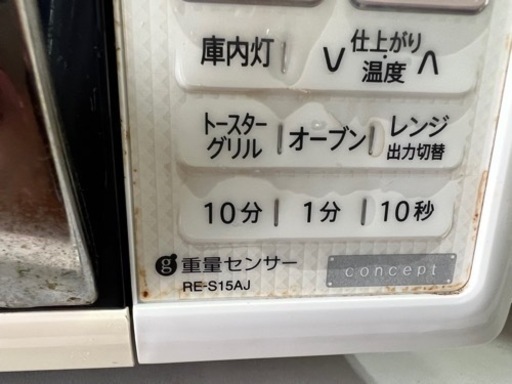 庫内灯 ∨ 仕上がり・温度 ∧
トースター グリル オーブン レンジ 出力切替
10分 1分 10秒
g 重量センサー
RE-S15AJ concept